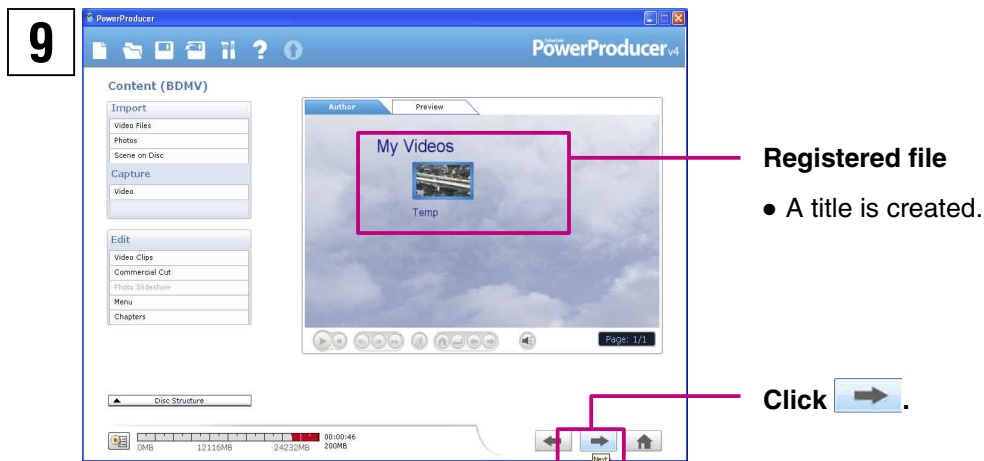 9
PowerProducer
CyberLink
PowerProducer v4
Content (BDMV)
Import
Video Files
Photos
Scene on Disc
Capture
Video
Edit
Video Clips
Commercial Cut
Photo Slideshow
Menu
Chapters
Author
Preview
My Videos
Temp
Page: 1/1
Registered file
● A title is created.
Disc Structure
00:00:46
200MB
0MB 12116MB 24232MB
Next
Click .